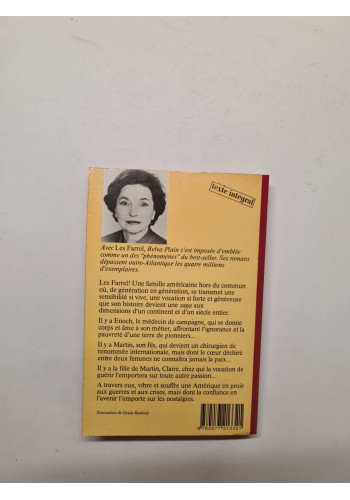 texte intégral
Avec Les Farrel, Belva Plain s'est imposée d'emblée
comme un des "phénomènes" du best-seller. Ses romans
dépassent outre-Atlantique les quatre millions
d'exemplaires.
Les Farrel! Une famille américaine hors du commun
où, de génération en génération, se transmet une
sensibilité si vive, une vocation si forte et généreuse
que son histoire devient une saga aux
dimensions d'un continent et d'un siècle entier.
Il y a Enoch, le médecin de campagne, qui se donne
corps et âme à son métier, affrontant l'ignorance et la
pauvreté d'une terre de pionniers...
Il y a Martin, son fils, qui devient un chirurgien de
renommée internationale, mais dont le cœur déchiré
entre deux femmes ne connaîtra jamais la paix...
Il y a la fille de Martin, Claire, chez qui la vocation de
guérir l'emportera sur toute autre passion...
A travers eux, vibre et souffre une Amérique en proie
aux guerres et aux crises, mais dont la confiance en
l'avenir l'emporte sur les nostalgies.